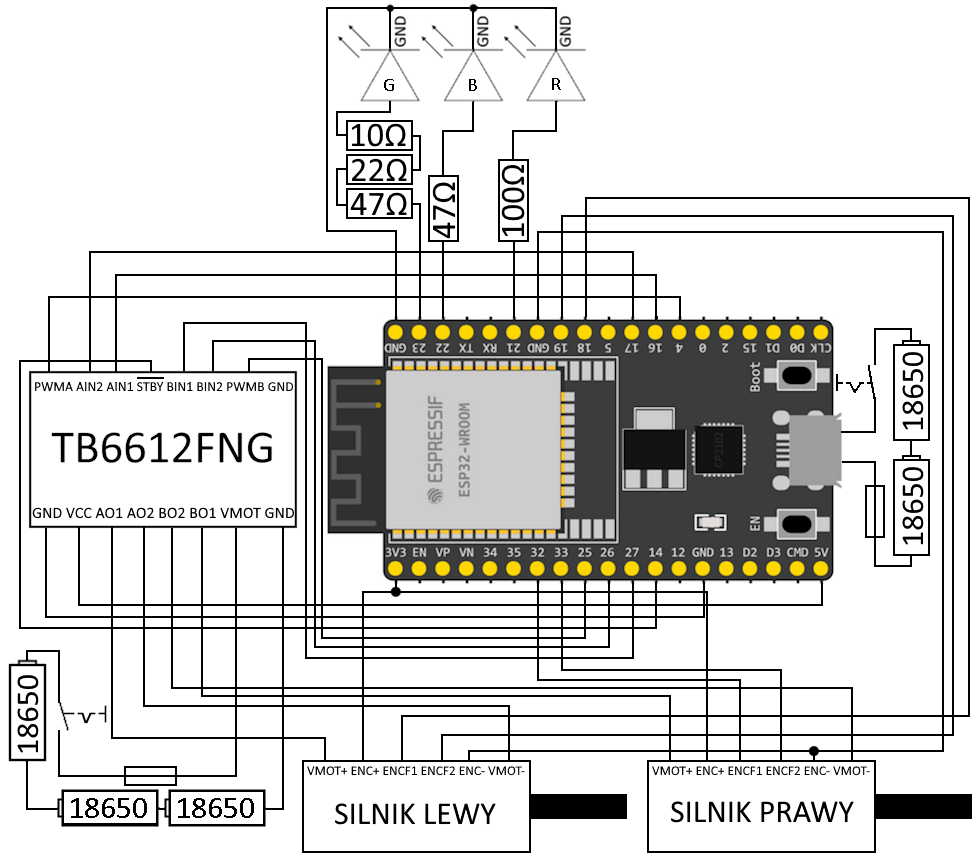 GND GND GND
G B R
10Ω
22Ω
47Ω
47Ω
100Ω
GND 23 22 TX RX 21 GND 19 18 5 17 16 4 0 2 15 D1 D0 CLK
PWMA AIN2 AIN1 STBY BIN1 BIN2 PWMB GND
TB6612FNG
GND VCC AO1 AO2 BO2 BO1 VMOT GND
ESPRESSIF
ESP32-WROOM
CP2102
Boot
EN
18650
18650
3V3 EN VP VN 34 35 32 33 25 26 27 14 12 GND 13 D2 D3 CMD 5V
18650
18650 18650
VMOT+ ENC+ ENCF1 ENCF2 ENC- VMOT-
SILNIK LEWY
VMOT+ ENC+ ENCF1 ENCF2 ENC- VMOT-
SILNIK PRAWY